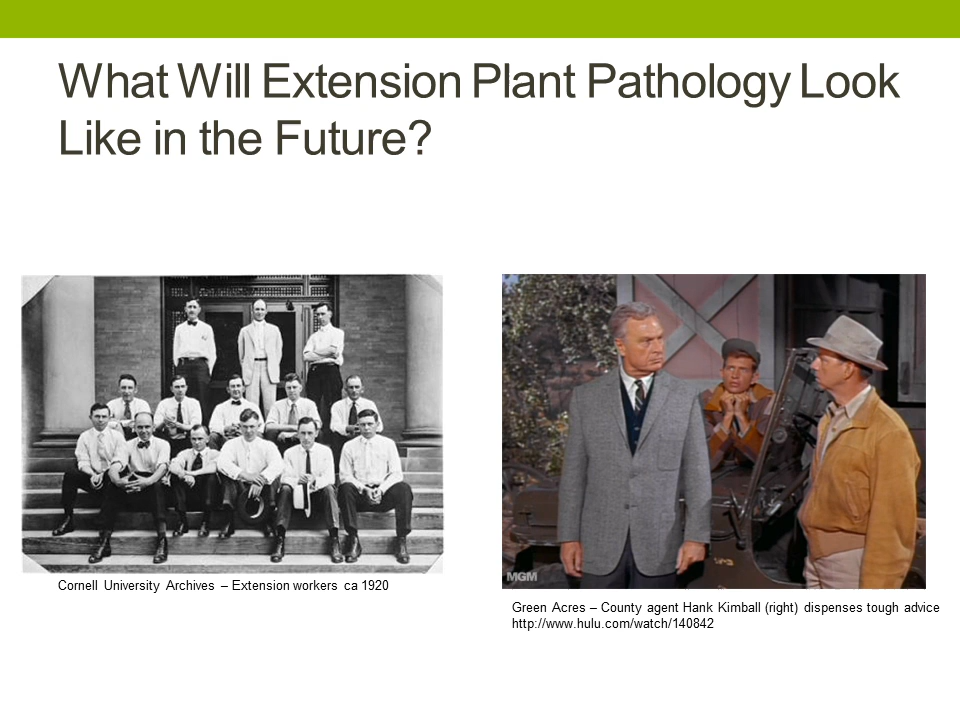 What Will Extension Plant Pathology Look
Like in the Future?
MGM
Cornell University Archives – Extension workers ca 1920
Green Acres – County agent Hank Kimball (right) dispenses tough advice
http://www.hulu.com/watch/140842